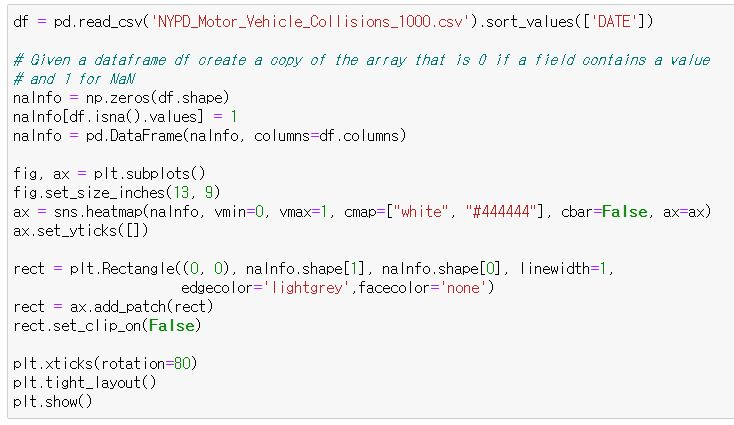 df = pd.read_csv('NYPD_Motor_Vehicle_Collisions_1000.csv').sort_values(['DATE'])
# Given a dataframe df create a copy of the array that is 0 if a field contains a value
# and 1 for NaN
naInfo = np.zeros(df.shape)
naInfo[df.isna().values] = 1
naInfo = pd.DataFrame(naInfo, columns=df.columns)
fig, ax = plt.subplots()
fig.set_size_inches(13, 9)
ax = sns.heatmap(naInfo, vmin=0, vmax=1, cmap=["white", "#444444"], cbar=False, ax=ax)
ax.set_yticks([])
rect = plt.Rectangle((0, 0), naInfo.shape[1], naInfo.shape[0], linewidth=1,
edgecolor='lightgrey',facecolor='none')
rect = ax.add_patch(rect)
rect.set_clip_on(False)
plt.xticks(rotation=80)
plt.tight_layout()
plt.show()